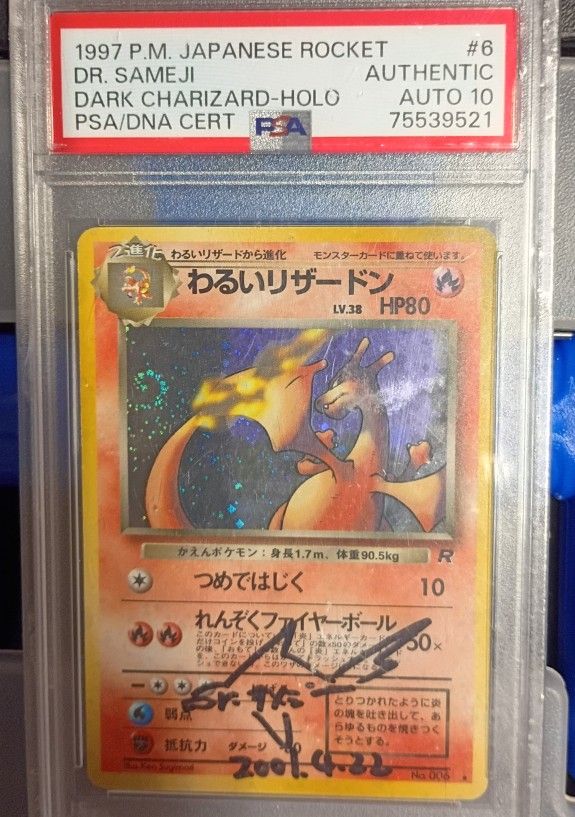 1997 P.M. JAPANESE ROCKET #6
DR. SAMEJI AUTHENTIC
DARK CHARIZARD-HOLO AUTO 10
PSA/DNA CERT PSA 75539521
2進化 わるいリザードから進化 モンスターカードに重ねて使います。
わるいリザードン
LV.38 HP80
かえんポケモン：身長1.7m、体重90.5kg
R
つめではじく 10
れんぞくファイヤーボール 50×
とりつかれたように炎
の塊を吐き出して、あ
らゆるものを焼きつく
そうとする。
弱点
抵抗力 ダメージ
2001.4.22
Illus. Ken Sugimori No. 006